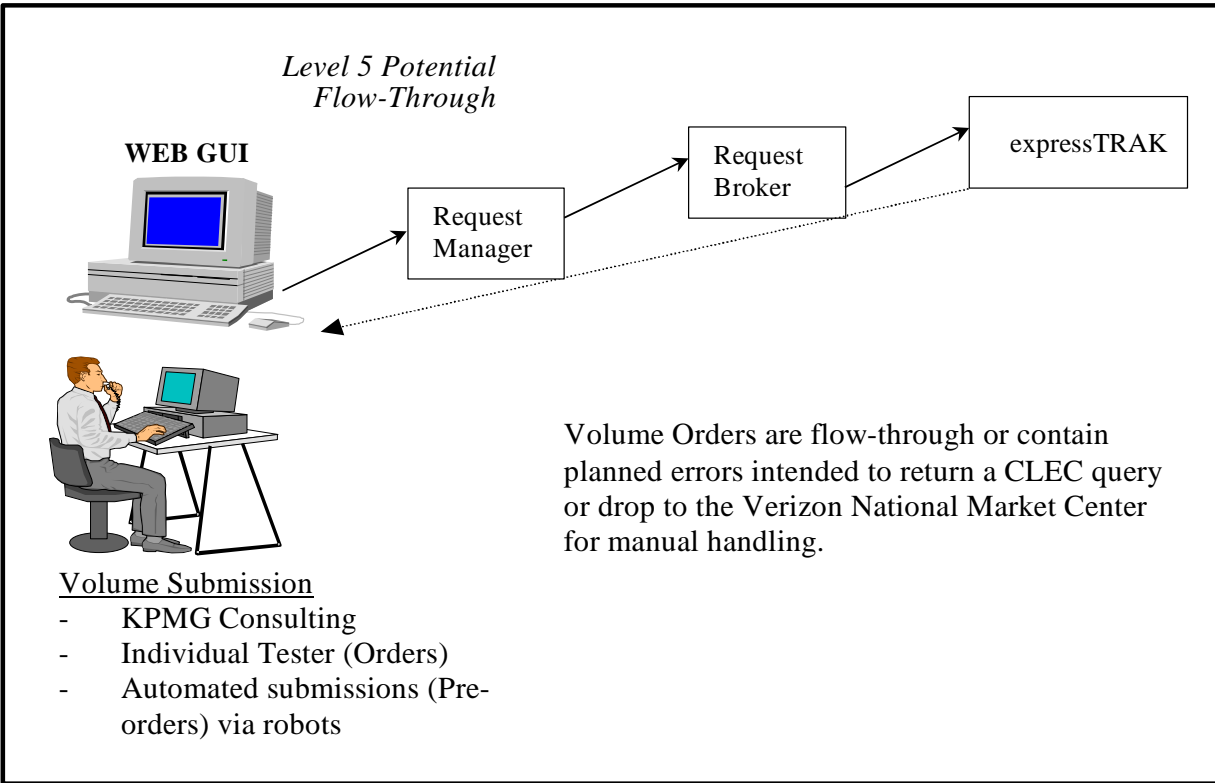 Level 5 Potential
Flow-Through
WEB GUI
Request
Manager
Request
Broker
expressTRAK
Volume Orders are flow-through or contain
planned errors intended to return a CLEC query
or drop to the Verizon National Market Center
for manual handling.
Volume Submission
- KPMG Consulting
- Individual Tester (Orders)
- Automated submissions (Pre-
orders) via robots